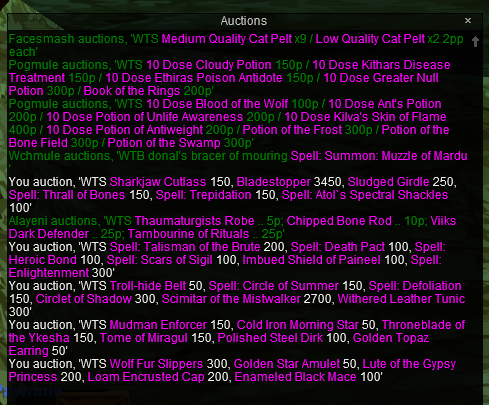 Auctions
Facesmash auctions, 'WTS Medium Quality Cat Pelt x9 / Low Quality Cat Pelt x2 2pp
each'
Pogmule auctions, 'WTS 10 Dose Cloudy Potion 150p / 10 Dose Kithars Disease
Treatment 150p / 10 Dose Ethiras Poison Antidote 150p / 10 Dose Greater Null
Potion 300p / Book of the Rings 200p'
Pogmule auctions, 'WTS 10 Dose Blood of the Wolf 100p / 10 Dose Ant's Potion
200p / 10 Dose Potion of Unlife Awareness 200p / 10 Dose Kilva's Skin of Flame
400p / 10 Dose Potion of Antiweight 200p / Potion of the Frost 300p / Potion of the
Bone Field 300p / Potion of the Swamp 300p'
Wchmule auctions, 'WTB donal's bracer of mouring Spell: Summon: Muzzle of Mardu
'
You auction, 'WTS Sharkjaw Cutlass 150, Bladestopper 3450, Sludged Girdle 250,
Spell: Thrall of Bones 150, Spell: Trepidation 150, Spell: Atol`s Spectral Shackles
100'
Alayeni auctions, 'WTS Thaumaturgists Robe .. 5p; Chipped Bone Rod .. 10p; Viiks
Dark Defender .. 25p; Tambourine of Rituals .. 25p'
You auction, 'WTS Spell: Talisman of the Brute 200, Spell: Death Pact 100, Spell:
Heroic Bond 100, Spell: Scars of Sigil 100, Imbued Shield of Paineel 100, Spell:
Enlightenment 300'
You auction, 'WTS Troll-hide Belt 50, Spell: Circle of Summer 150, Spell: Defoliation
150, Circlet of Shadow 300, Scimitar of the Mistwalker 2700, Withered Leather Tunic
300'
You auction, 'WTS Mudman Enforcer 150, Cold Iron Morning Star 50, Throneblade of
the Ykesha 150, Tome of Miragul 150, Polished Steel Dirk 100, Golden Topaz
Earring 50'
You auction, 'WTS Wolf Fur Slippers 300, Golden Star Amulet 50, Lute of the Gypsy
Princess 200, Loam Encrusted Cap 200, Enameled Black Mace 100'